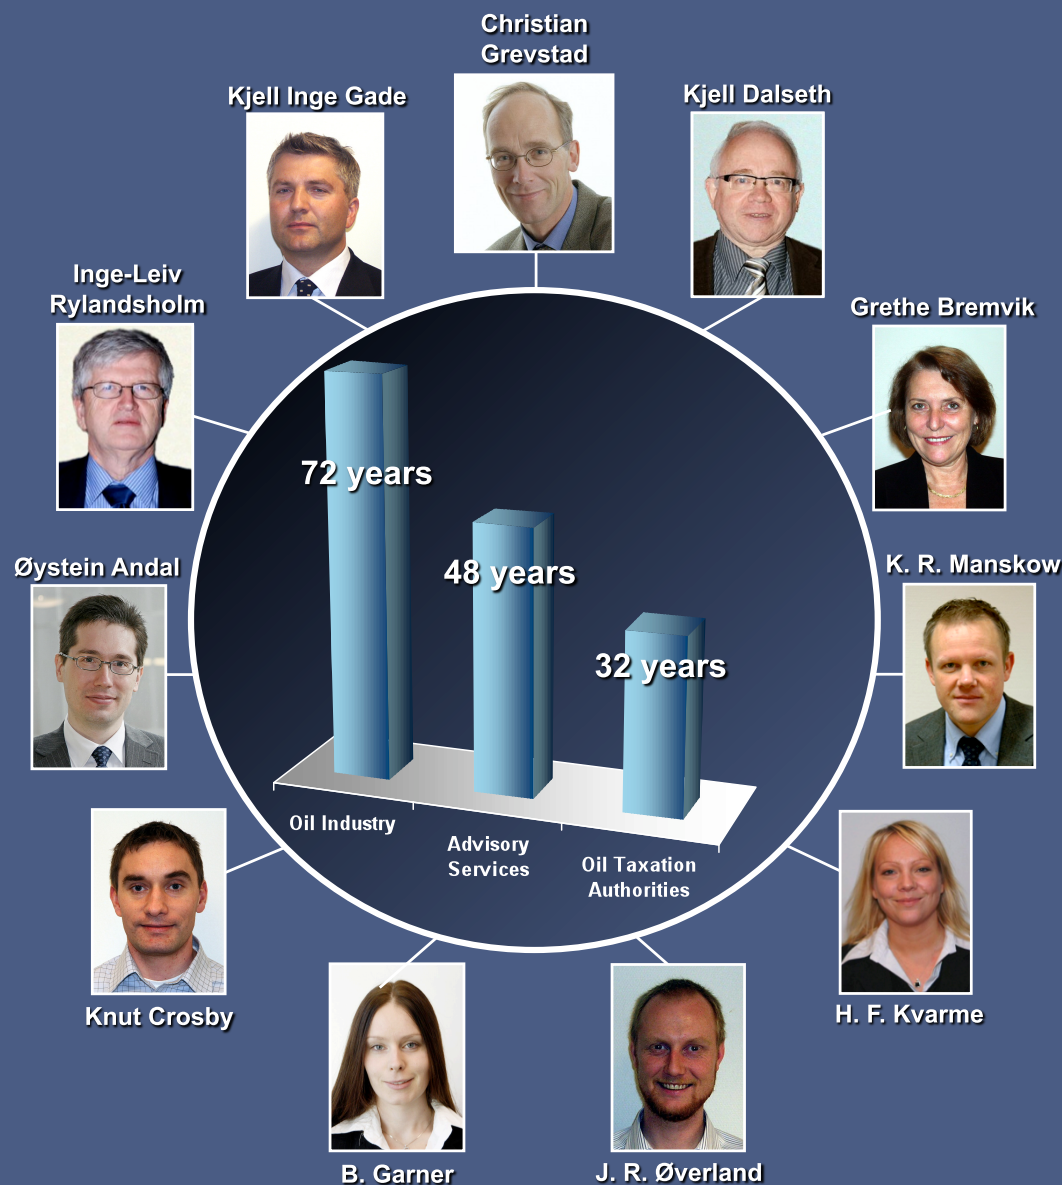 Christian
Grevstad
Kjell Inge Gade
Kjell Dalseth
Inge-Leiv
Rylandsholm
Grethe Bremvik
72 years
48 years
Øystein Andal
K. R. Manskow
32 years
Oil Industry
Advisory
Services
Oil Taxation
Authorities
Knut Crosby
H. F. Kvarme
B. Garner
J. R. Øverland